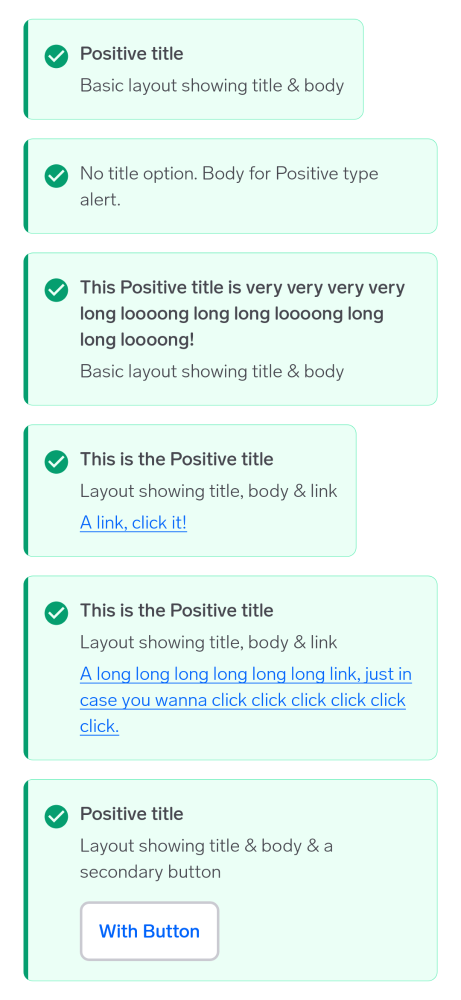 Positive title
Basic layout showing title & body
No title option. Body for Positive type
alert.
This Positive title is very very very very
long loooong long long loooong long
long loooong!
Basic layout showing title & body
This is the Positive title
Layout showing title, body & link
A link, click it!
This is the Positive title
Layout showing title, body & link
A long long long long long long link, just in
case you wanna click click click click click
click.
Positive title
Layout showing title & body & a
secondary button
With Button